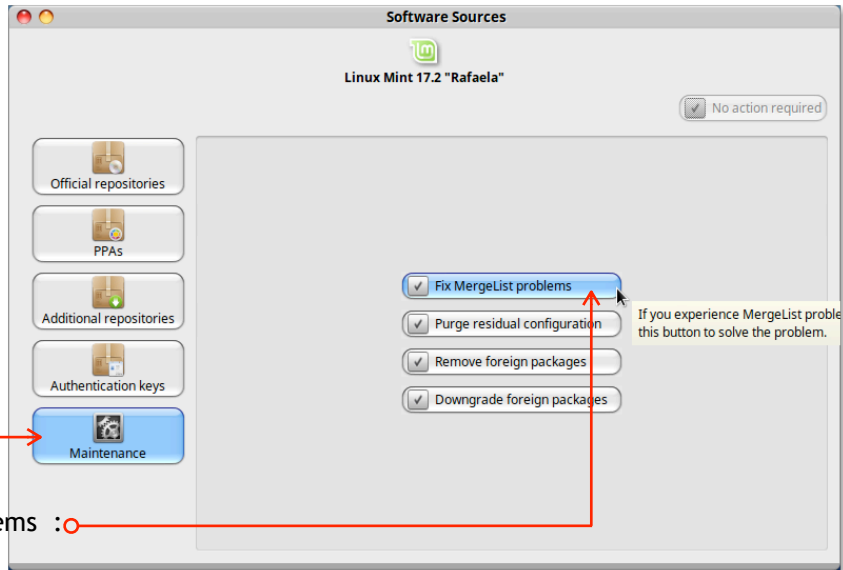 Software Sources
Linux Mint 17.2 "Rafaela"
No action required
Official repositories
PPAs
Additional repositories
Authentication keys
Maintenance
Fix MergeList problems
Purge residual configuration
Remove foreign packages
Downgrade foreign packages
If you experience MergeList
this button to solve the problem.
: